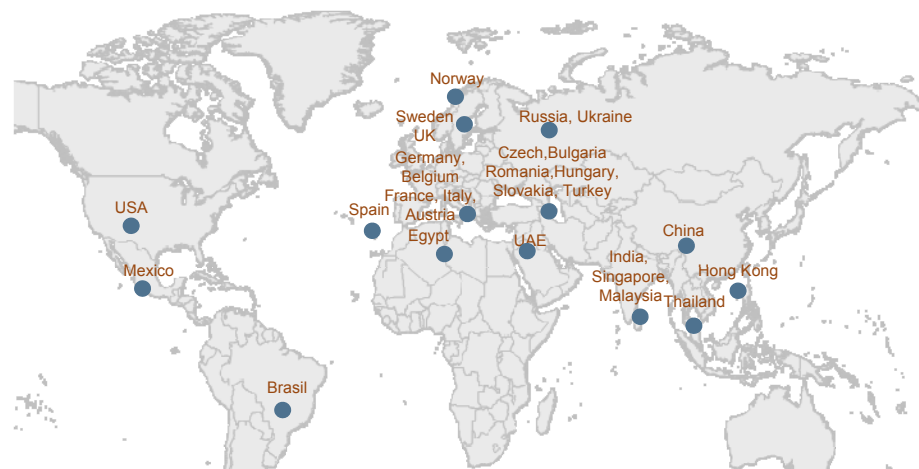 Norway
Sweden
UK
Russia, Ukraine
Germany,
Belgium
France, Italy,
Austria
Czech,Bulgaria
Romania,Hungary,
Slovakia, Turkey
USA
Spain
Egypt
UAE
China
Mexico
India,
Singapore,
Malaysia
Hong Kong
Thailand
Brasil